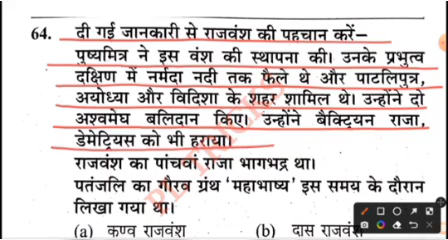 64. दी गई जानकारी से राजवंश की पहचान करें–
पुष्यमित्र ने इस वंश की स्थापना की। उनके प्रभुत्व
दक्षिण में नर्मदा नदी तक फैले थे और पाटलिपुत्र,
अयोध्या और विदिशा के शहर शामिल थे। उन्होंने दो
अश्वमेघ बलिदान किए। उन्होंने बैक्ट्रियन राजा,
डेमेट्रियस को भी हराया।
राजवंश का पांचवां राजा भागभद्र था।
पतंजलि का गौरव ग्रंथ 'महाभाष्य' इस समय के दौरान
लिखा गया था।
(a) कण्व राजवंश (b) दास राजवंश